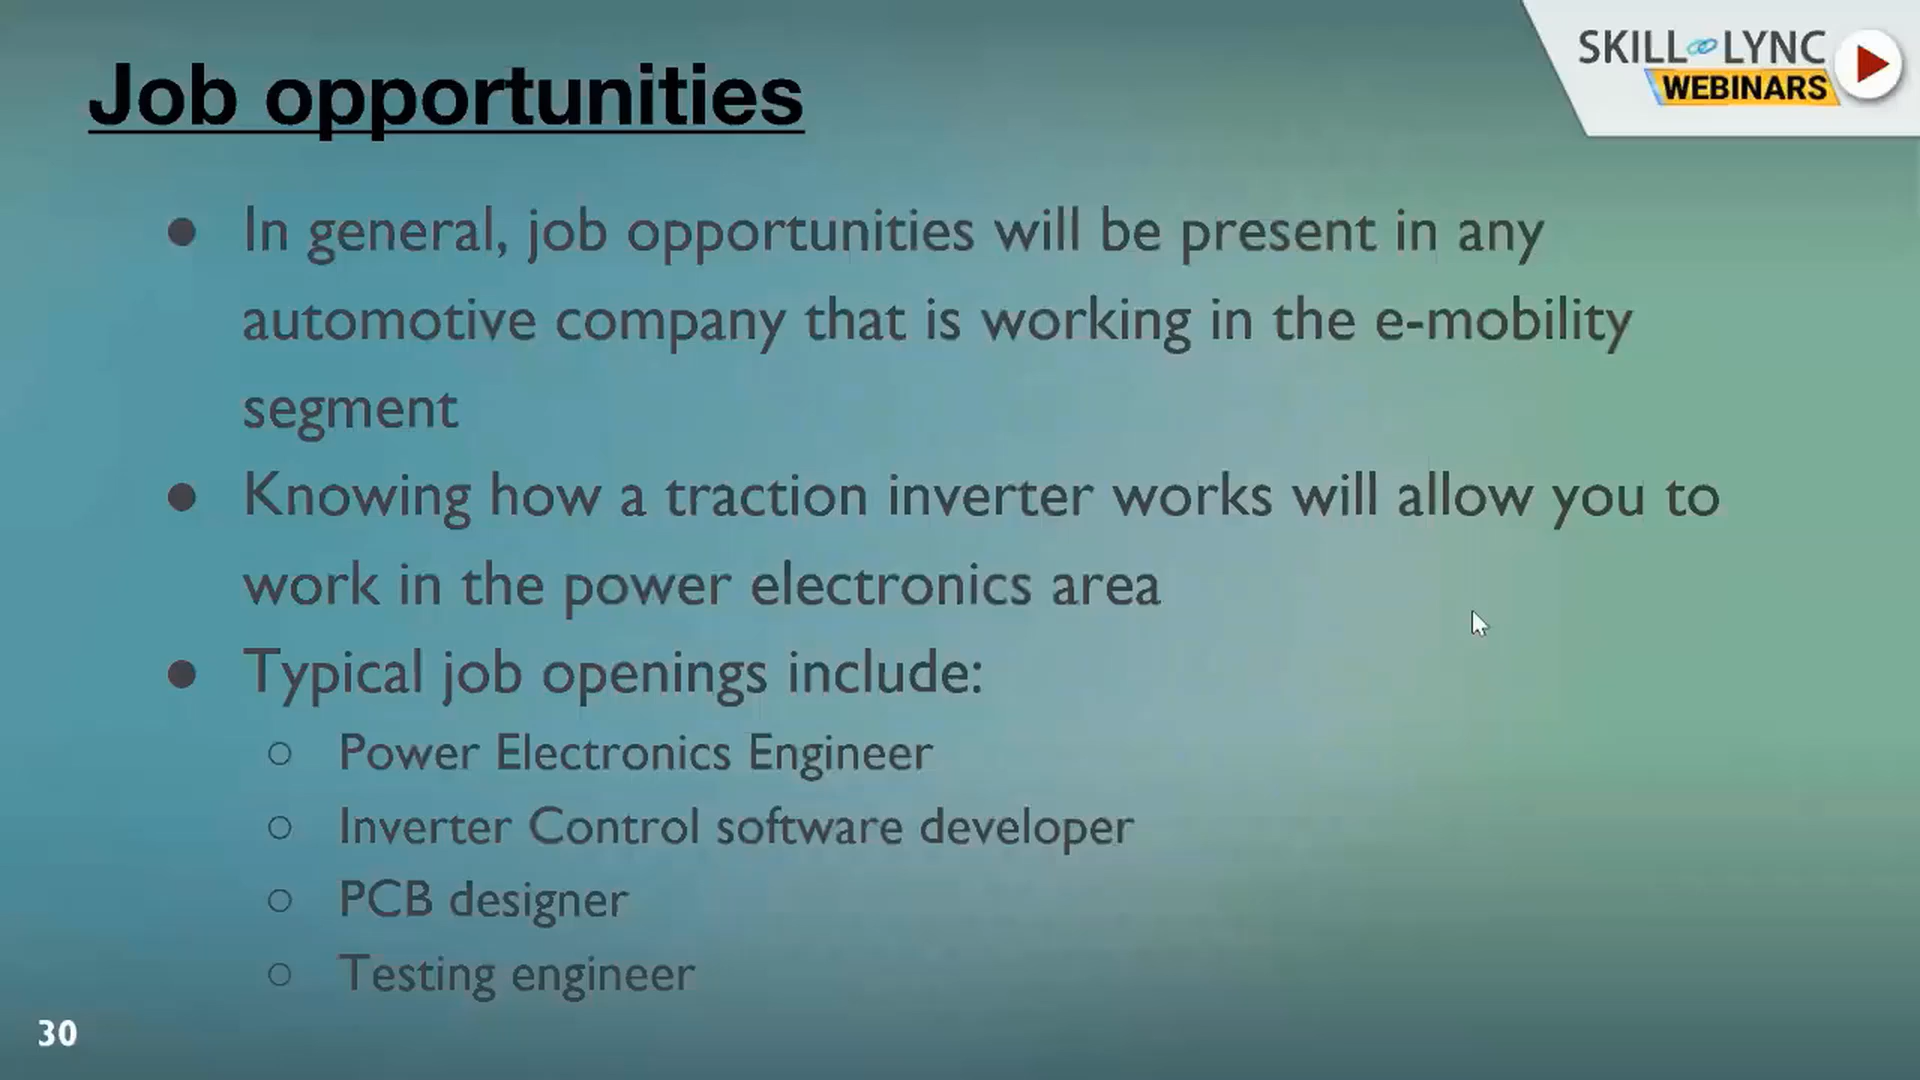 SKILL LYNC
WEBINARS
Job opportunities
● In general, job opportunities will be present in any
automotive company that is working in the e-mobility
segment
● Knowing how a traction inverter works will allow you to
work in the power electronics area
● Typical job openings include:
○ Power Electronics Engineer
○ Inverter Control software developer
○ PCB designer
○ Testing engineer
30